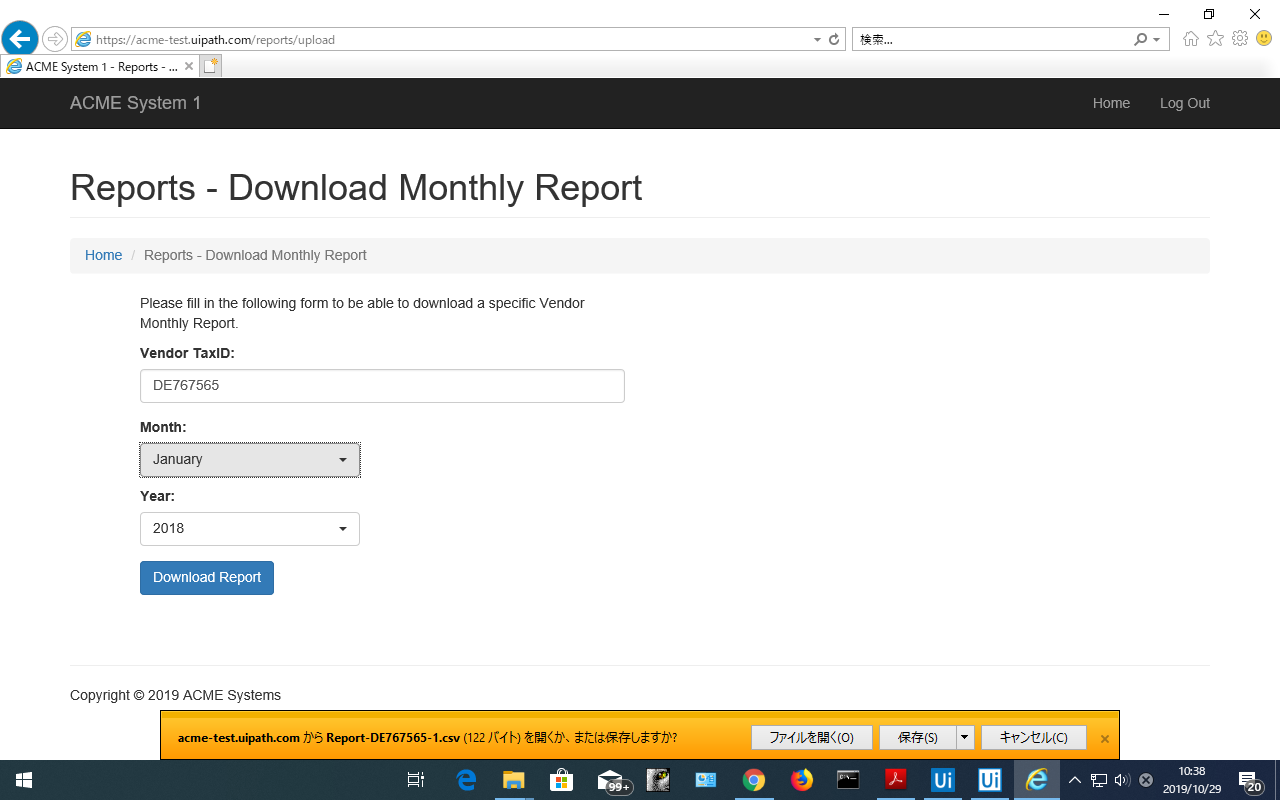 https://acme-test.uipath.com/reports/upload
検索...
ACME System 1 - Reports - ...
ACME System 1
Home
Log Out
Reports - Download Monthly Report
Home / Reports - Download Monthly Report
Please fill in the following form to be able to download a specific Vendor
Monthly Report.
Vendor TaxID:
DE767565
Month:
January
Year:
2018
Download Report
Copyright © 2019 ACME Systems
acme-test.uipath.com から Report-DE767565-1.csv (122 バイト) を開くか、または保存しますか?
ファイルを開く(O)
保存(S)
キャンセル(C)
99+
Ui
Ui
10:38
2019/10/29
20